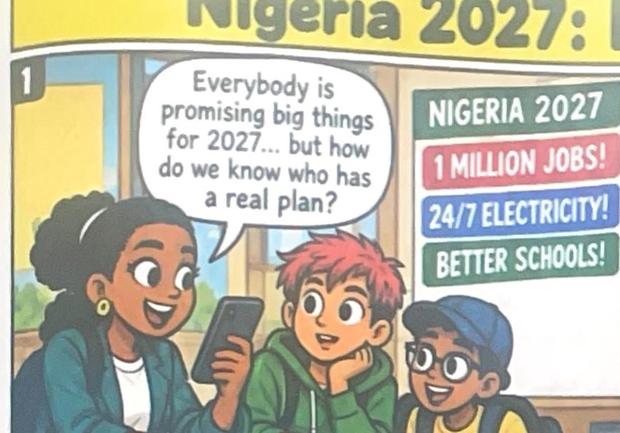 Nigeria 2027:
1
Everybody is
promising big things
for 2027... but how
do we know who has
a real plan?
NIGERIA 2027
1 MILLION JOBS!
24/7 ELECTRICITY!
BETTER SCHOOLS!